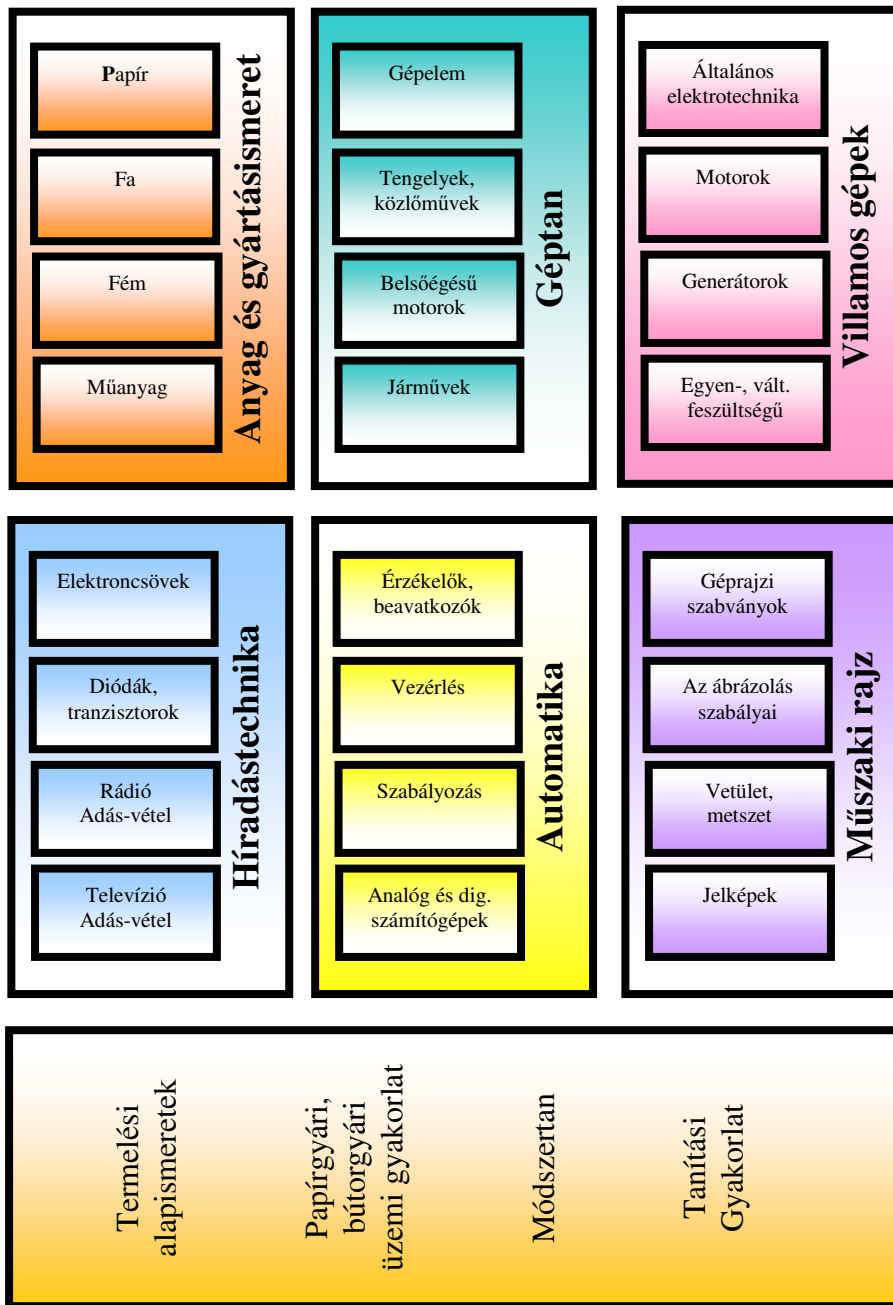 Papír
Fa
Fém
Műanyag
Anyag és gyártásismeret
Gépelem
Tengelyek,
közlőművek
Belsőégésű
motorok
Járművek
Géptan
Általános
elektrotechnika
Motorok
Generátorok
Egyen-, vált.
feszültségű
Villamos gépek
Elektroncsövek
Diódák,
tranzisztorok
Rádió
Adás-vétel
Televízió
Adás-vétel
Híradástechnika
Érzékelők,
beavatkozók
Vezérlés
Szabályozás
Analóg és dig.
számítógépek
Automatika
Géprajzi
szabványok
Az ábrázolás
szabályai
Vetület,
metszet
Jelképek
Műszaki rajz
Termelési
alapismeretek
Papírgyári,
bútorgyári
üzemi gyakorlat
Módszertan
Tanítási
Gyakorlat